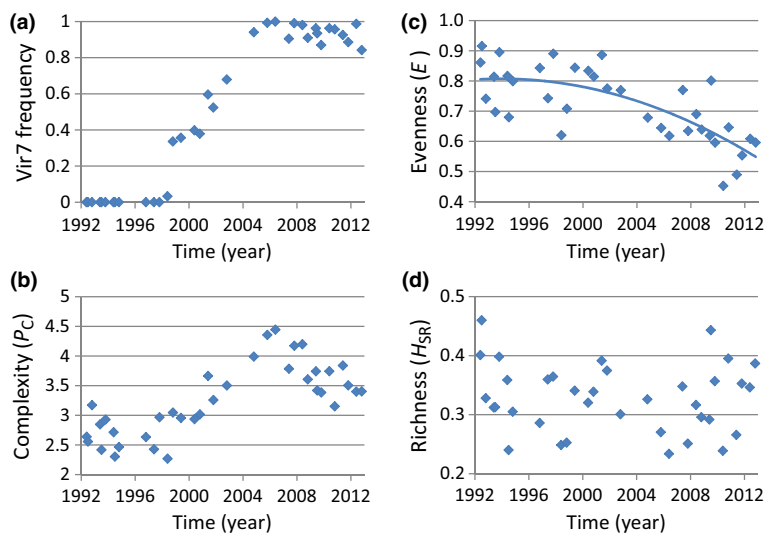 (a)
Vir7 frequency
1
0.8
0.6
0.4
0.2
0
1992 1996 2000 2004 2008 2012
Time (year)
(c)
Evenness (E)
1.0
0.9
0.8
0.7
0.6
0.5
0.4
1992 1996 2000 2004 2008 2012
Time (year)
(b)
Complexity (PC)
5
4.5
4
3.5
3
2.5
2
1992 1996 2000 2004 2008 2012
Time (year)
(d)
Richness (HSR)
0.5
0.4
0.3
0.2
1992 1996 2000 2004 2008 2012
Time (year)